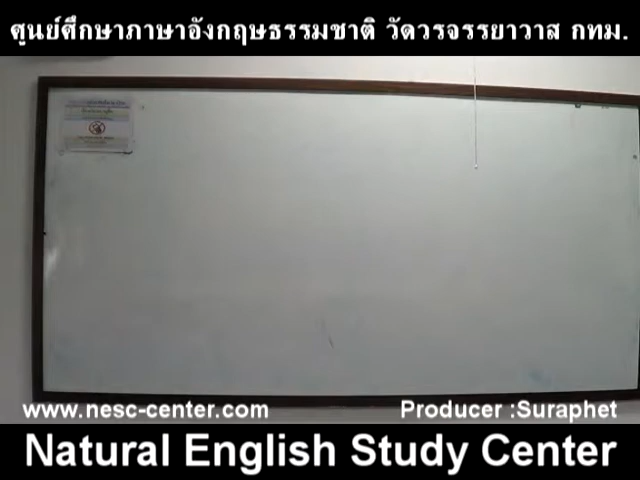 ศูนย์ศึกษาภาษาอังกฤษธรรมชาติ วัดวรจรรยาวาส กทม.
www.nesc-center.com
Producer :Suraphet
Natural English Study Center